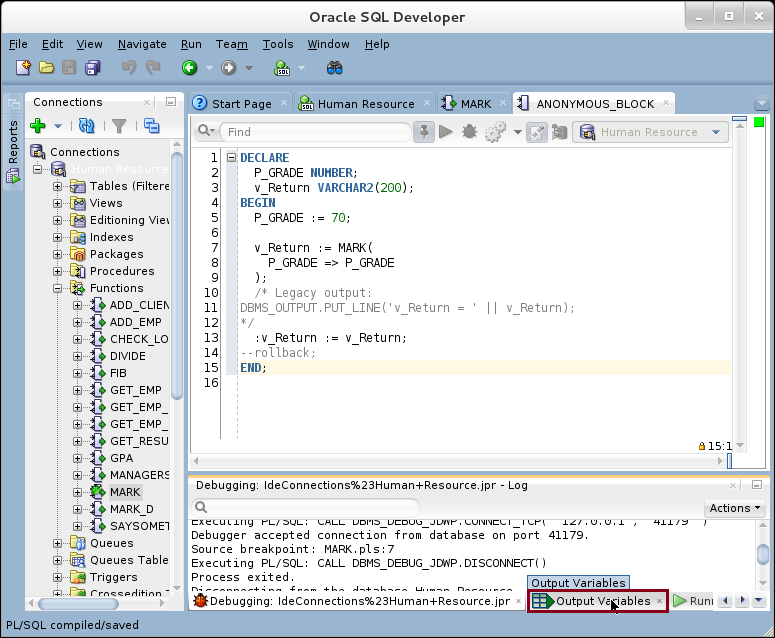 Oracle SQL Developer
File Edit View Navigate Run Team Tools Window Help
Reports
Connections
Connections
Human Resource
Tables (Filtere
Views
Editioning Vie
Indexes
Packages
Procedures
Functions
ADD_CLIEN
ADD_EMP
CHECK_LO
DIVIDE
FIB
GET_EMP
GET_EMP_
GET_EMP_
GET_RESU
GPA
MANAGERS
MARK
MARK_D
SAYSOMET
Queues
Queues Table
Triggers
Crossedition
Start Page Human Resource MARK ANONYMOUS_BLOCK
Find Human Resource
1 DECLARE
2 P_GRADE NUMBER;
3 v_Return VARCHAR2(200);
4 BEGIN
5 P_GRADE := 70;
6
7 v_Return := MARK(
8 P_GRADE => P_GRADE
9 );
10 /* Legacy output:
11 DBMS_OUTPUT.PUT_LINE('v_Return = ' || v_Return);
12 */
13 :v_Return := v_Return;
14 --rollback;
15 END;
16
15:1
Debugging: IdeConnections%23Human+Resource.jpr - Log
Actions
Executing PL/SQL: CALL DBMS_DEBUG_JDWP.CONNECT_TCP( '127.0.0.1', '41179' )
Debugger accepted connection from database on port 41179.
Source breakpoint: MARK.pls:7
Executing PL/SQL: CALL DBMS_DEBUG_JDWP.DISCONNECT()
Process exited.
Disconnecting from the database Human Resource.
Output Variables
Debugging: IdeConnections%23Human+Resource.jpr Output Variables Runn
PL/SQL compiled/saved